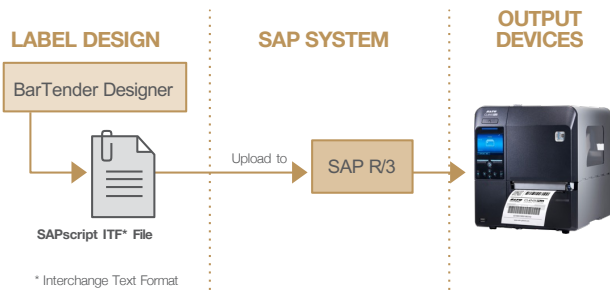 LABEL DESIGN
SAP SYSTEM
OUTPUT
DEVICES
BarTender Designer
Upload to
SAP R/3
SAPscript ITF* File
* Interchange Text Format